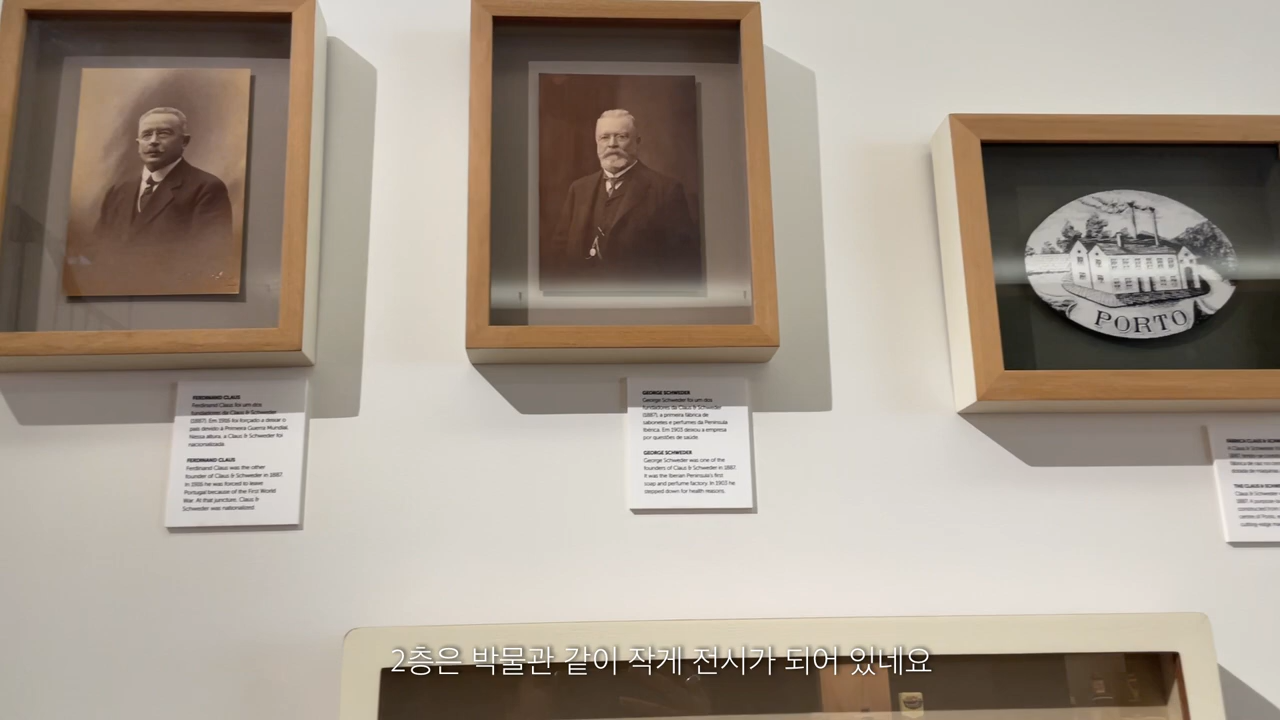 PORTO
FERDINAND CLAUS
Ferdinand Claus foi um dos
fundadores da Claus & Schweder
(1887). Em 1916 foi forçado a deixar o
país devido à Primeira Guerra Mundial.
Nessa altura, a Claus & Schweder foi
nacionalizada.
FERDINAND CLAUS
Ferdinand Claus was the other
founder of Claus & Schweder in 1887.
In 1916 he was forced to leave
Portugal because of the First World
War. At that juncture, Claus &
Schweder was nationalized.
GEORGE SCHWEDER
George Schweder foi um dos
fundadores da Claus & Schweder
(1887), a primeira fábrica de
sabonetes e perfumes da Península
Ibérica. Em 1903 deixou a empresa
por questões de saúde.
GEORGE SCHWEDER
George Schweder was one of the
founders of Claus & Schweder in 1887.
It was the Iberian Peninsula's first
soap and perfume factory. In 1903 he
stepped down for health reasons.
2층은 박물관 같이 작게 전시가 되어 있네요